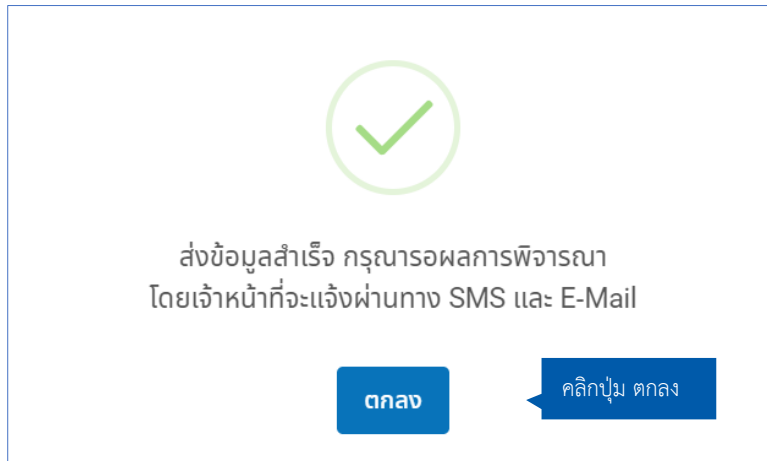 ส่งข้อมูลสำเร็จ กรุณารอผลการพิจารณา
โดยเจ้าหน้าที่จะแจ้งผ่านทาง SMS และ E-Mail
ตกลง
คลิกปุ่ม ตกลง